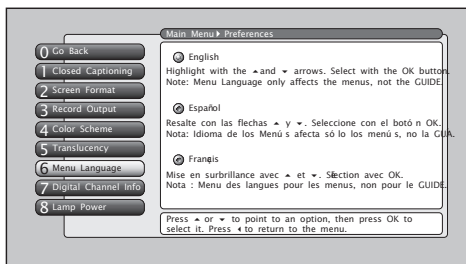 Main Menu ▸ Preferences
0 Go Back
1 Closed Captioning
2 Screen Format
3 Record Output
4 Color Scheme
5 Translucency
6 Menu Language
7 Digital Channel Info
8 Lamp Power
English
Highlight with the ▴and ▾ arrows. Select with the OK button
Note: Menu Language only affects the menus, not the GUIDE.
Español
Resalte con las flechas ▴ y ▾. Seleccione con el botó n OK.
Nota: Idioma de los Menú s afecta só lo los menú s, no la GUA.
Français
Mise en surbrillance avec ▴ et ▾. Section avec OK.
Nota : Menu des langues pour les menus, non pour le GUIDE.
Press ▴ or ▾ to point to an option, then press OK to
select it. Press ◂ to return to the menu.